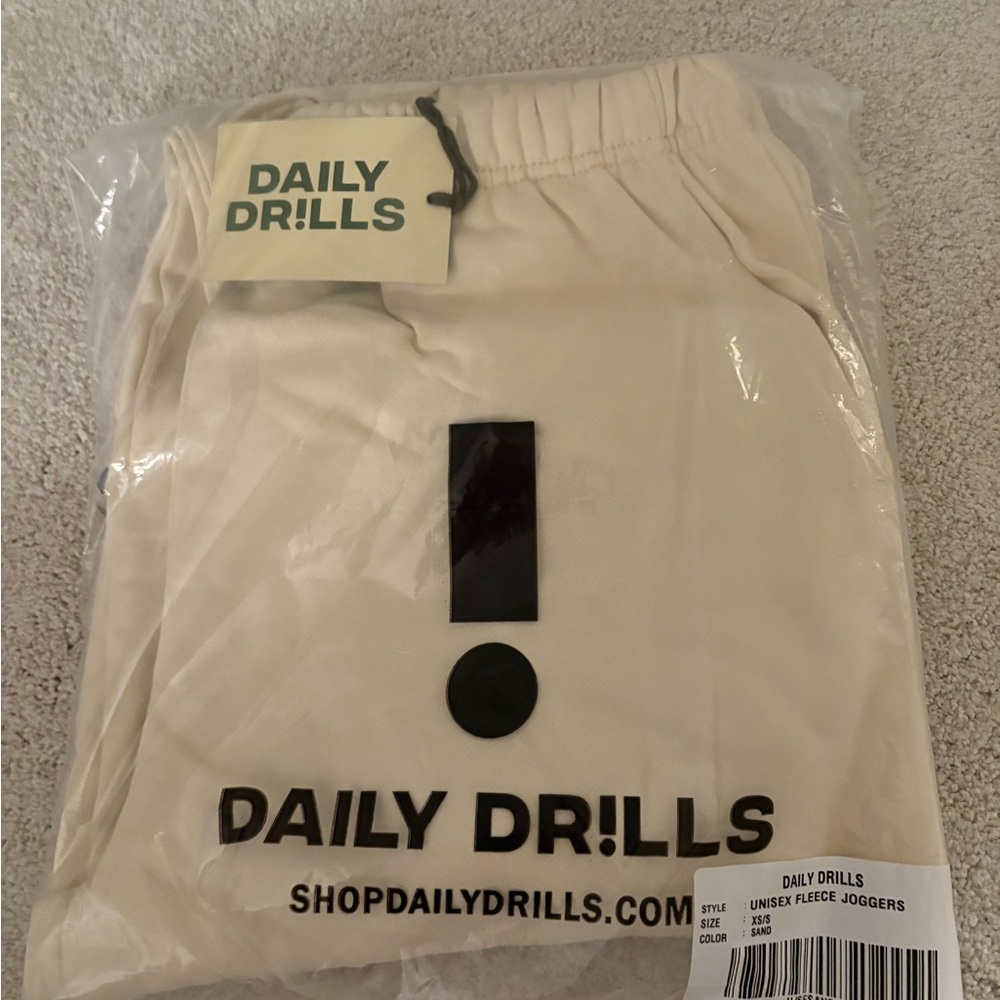 DAILY
DR!LLS
!
DAILY DR!LLS
SHOPDAILYDRILLS.COM
DAILY DRILLS
STYLE : UNISEX FLEECE JOGGERS
SIZE : XS/S
COLOR : SAND